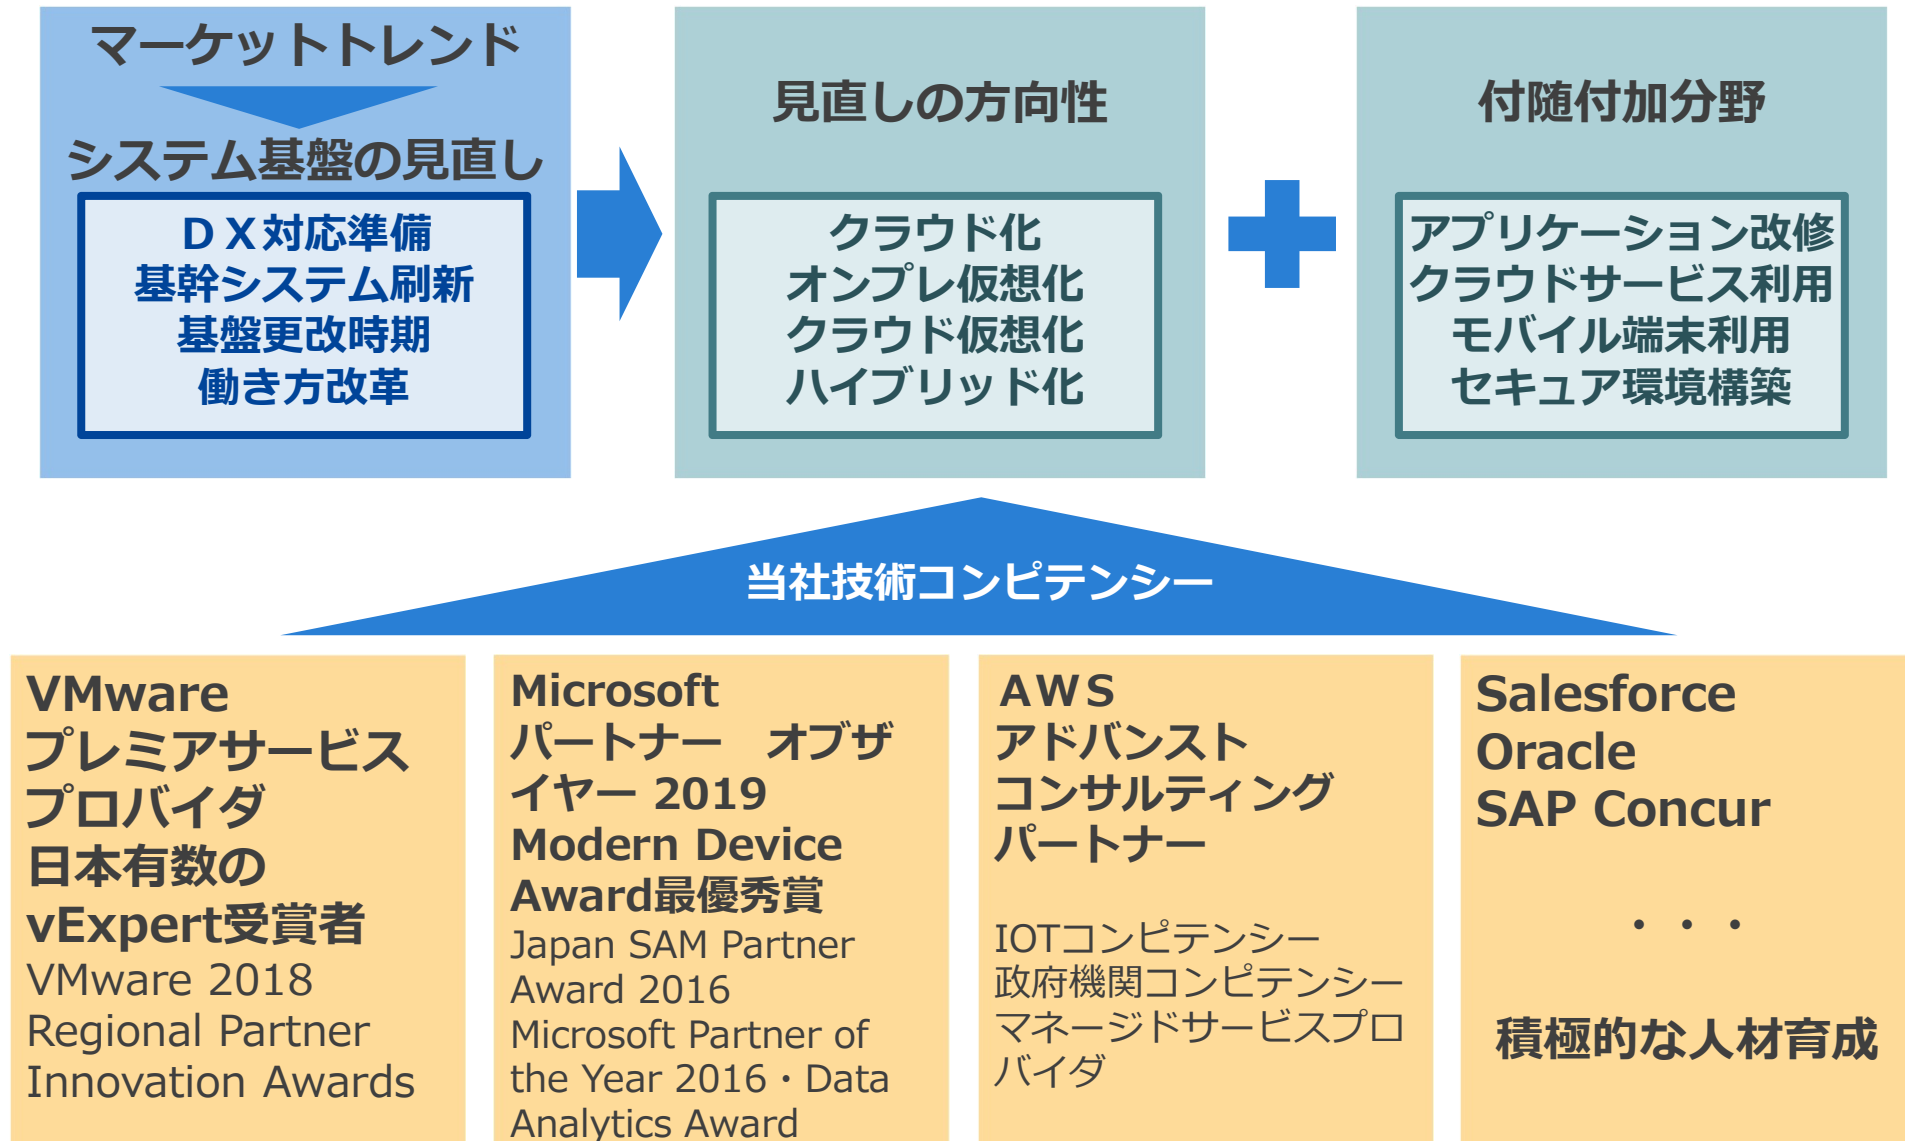 マーケットトレンド
システム基盤の見直し
ＤＸ対応準備
基幹システム刷新
基盤更改時期
働き方改革
見直しの方向性
クラウド化
オンプレ仮想化
クラウド仮想化
ハイブリッド化
付随付加分野
アプリケーション改修
クラウドサービス利用
モバイル端末利用
セキュア環境構築
当社技術コンピテンシー
VMware
プレミアサービス
プロバイダ
日本有数の
vExpert受賞者
VMware 2018
Regional Partner
Innovation Awards
Microsoft
パートナー　オブザ
イヤー 2019
Modern Device
Award最優秀賞
Japan SAM Partner
Award 2016
Microsoft Partner of
the Year 2016・Data
Analytics Award
ＡＷＳ
アドバンスト
コンサルティング
パートナー
IOTコンピテンシー
政府機関コンピテンシー
マネージドサービスプロ
バイダ
Salesforce
Oracle
SAP Concur
・・・
積極的な人材育成